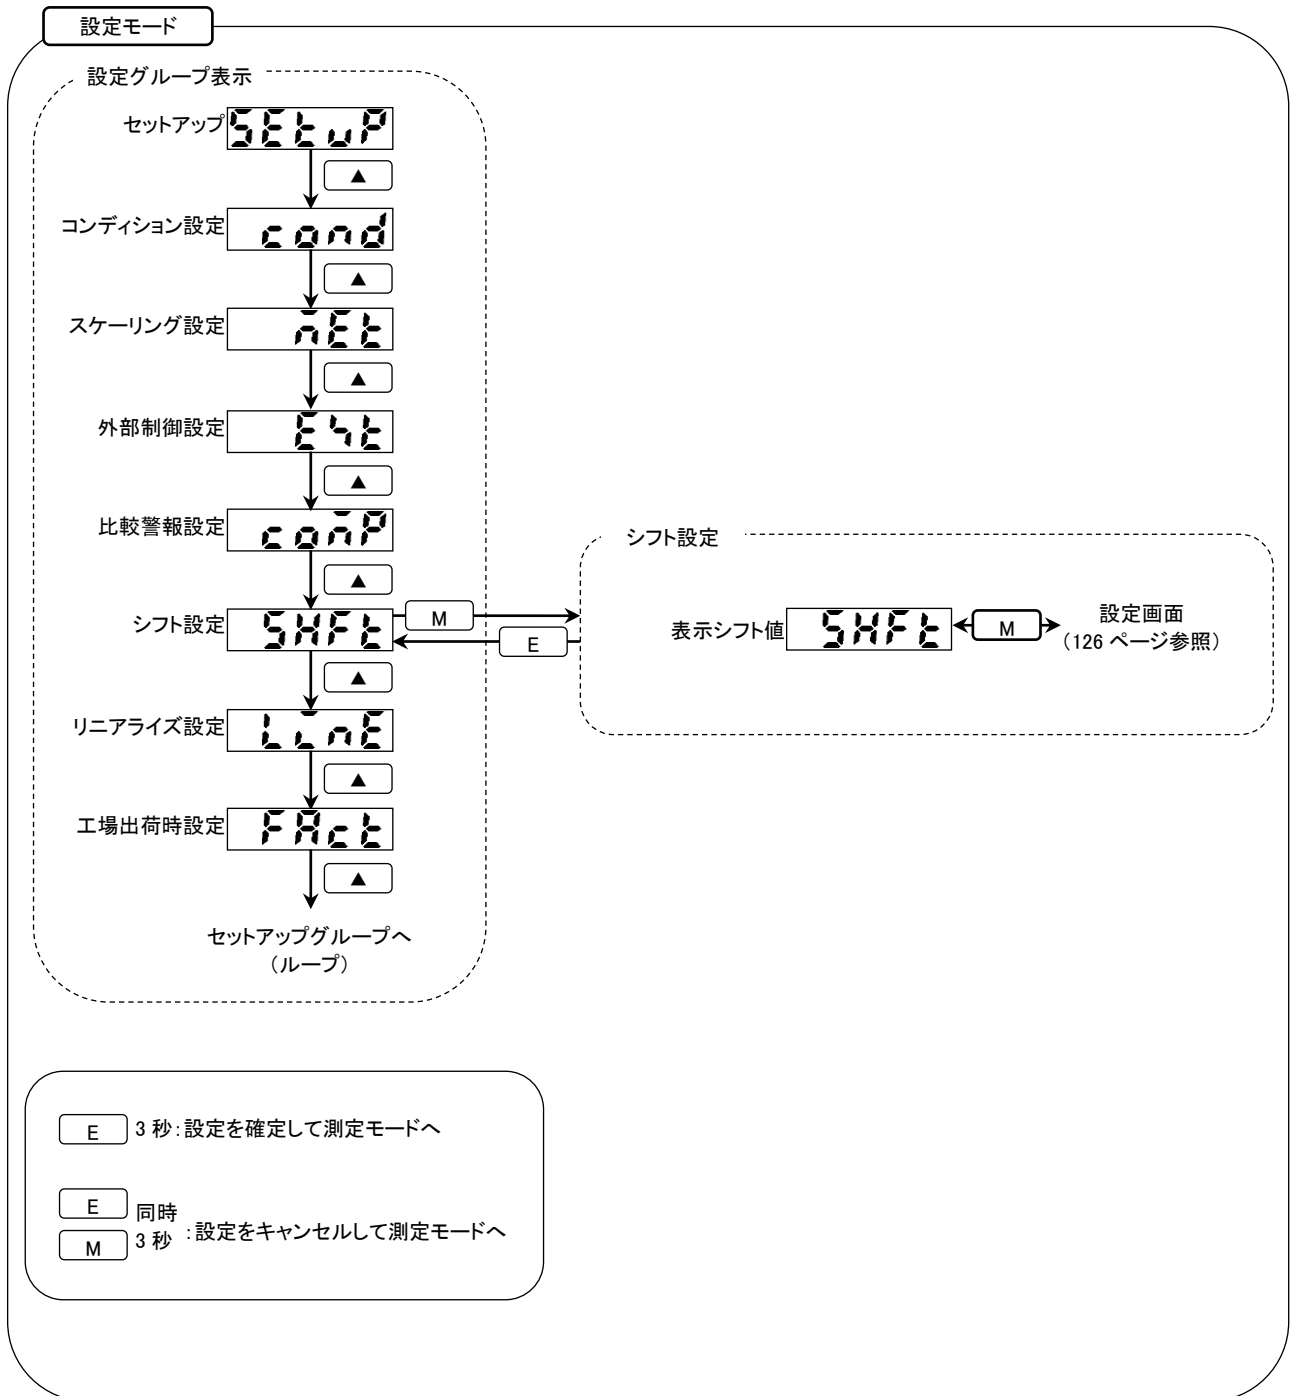 設定モード
設定グループ表示
セットアップ SEtuP
▲
コンディション設定 cond
▲
スケーリング設定 mEt
▲
外部制御設定 E
▲
比較警報設定 comP
▲
シフト設定 SHFt
M
E
▲
リニアライズ設定 LinE
▲
工場出荷時設定 FAct
▲
セットアップグループへ
（ループ）
シフト設定
表示シフト値 SHFt
M
設定画面
（126 ページ参照）
E 3 秒：設定を確定して測定モードへ
E 同時
M 3 秒 ：設定をキャンセルして測定モードへ